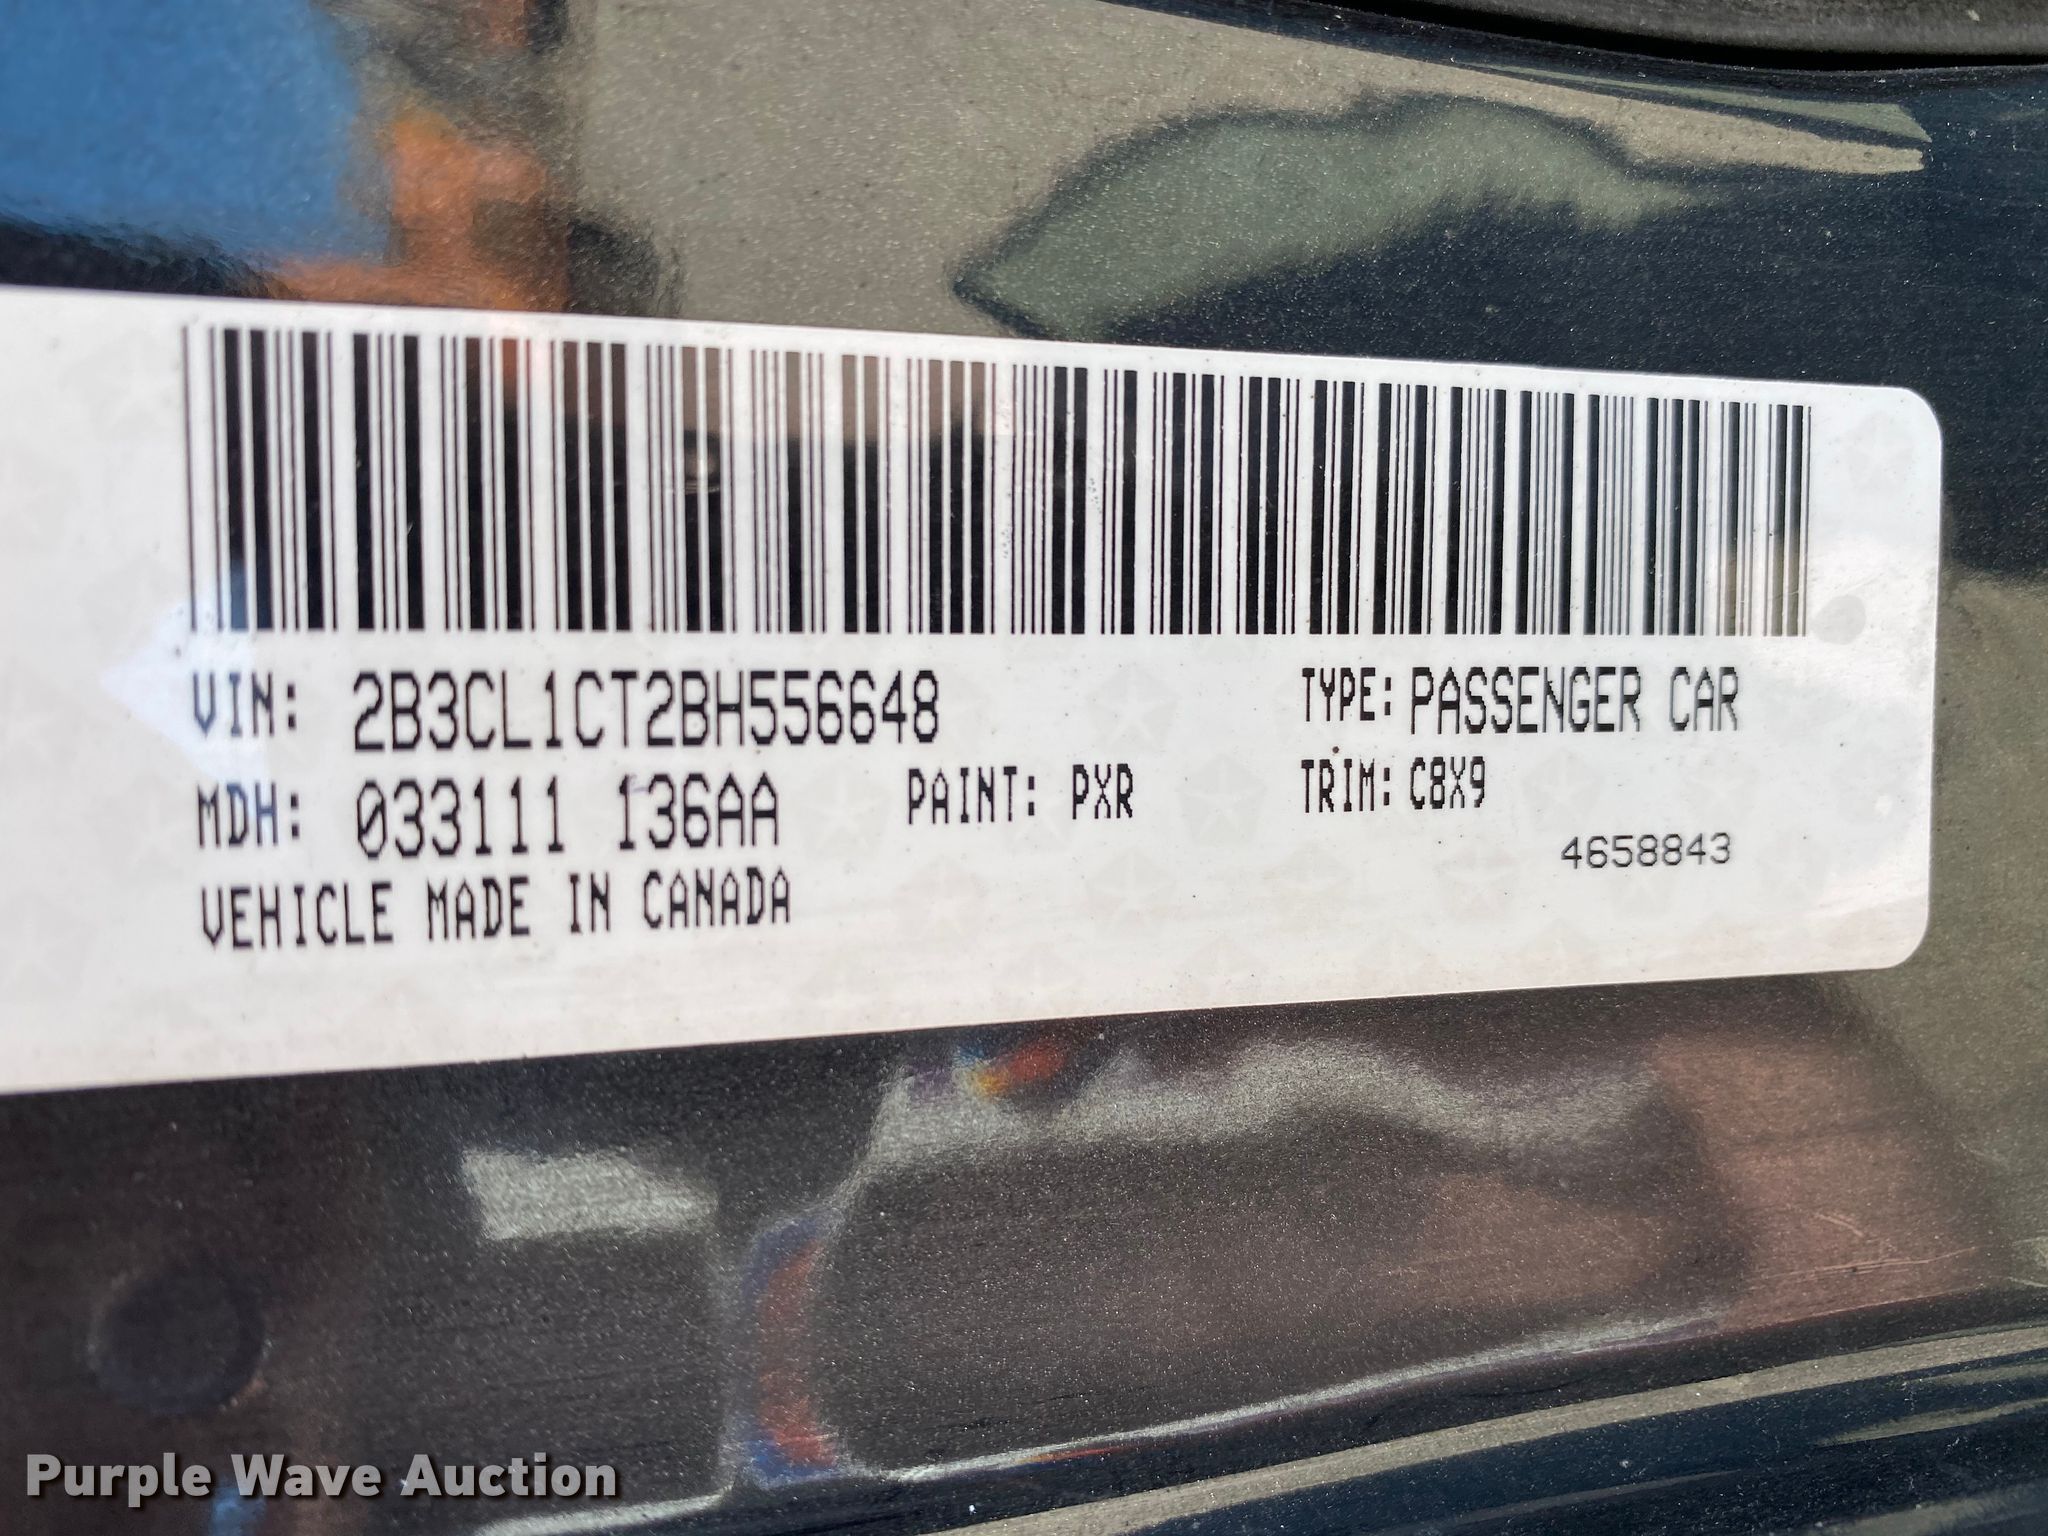 VIN: 2B3CL1CT2BH556648 TYPE: PASSENGER CAR
MDH: 033111 136AA PAINT: PXR TRIM: C8X9
4658843
VEHICLE MADE IN CANADA
Purple Wave Auction